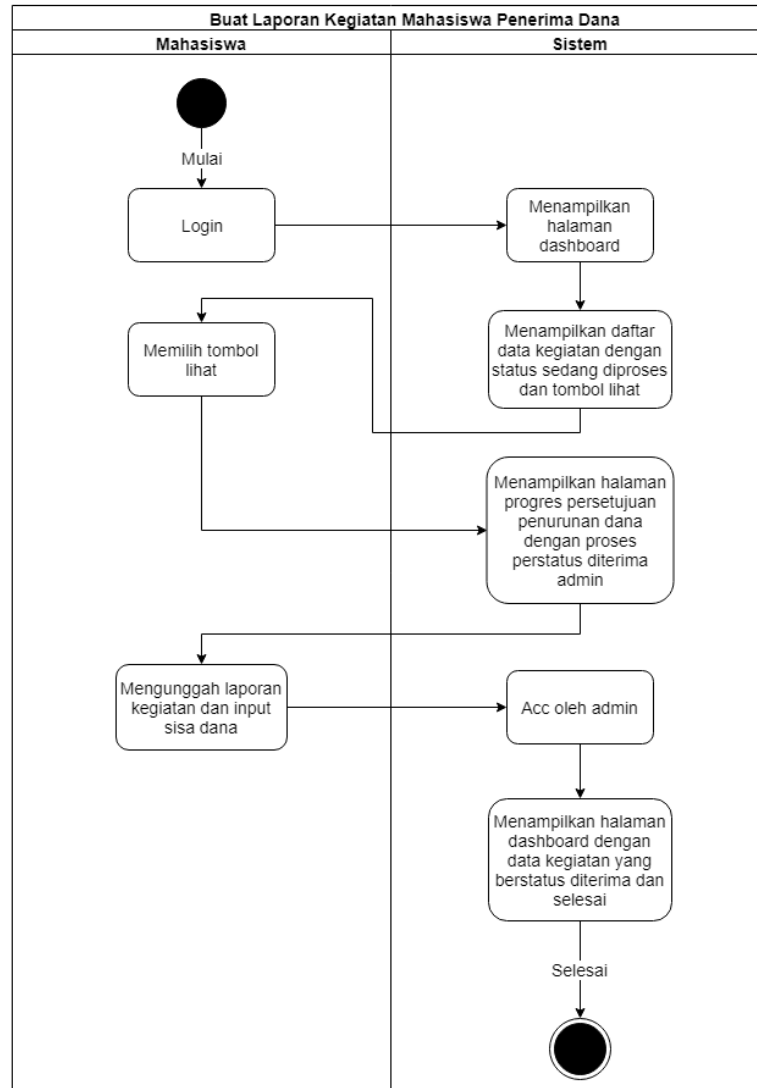 Buat Laporan Kegiatan Mahasiswa Penerima Dana
Mahasiswa
Sistem
Mulai
Login
Menampilkan
halaman
dashboard
Menampilkan daftar
data kegiatan dengan
status sedang diproses
dan tombol lihat
Memilih tombol
lihat
Menampilkan halaman
progres persetujuan
penurunan dana
dengan proses
perstatus diterima
admin
Mengunggah laporan
kegiatan dan input
sisa dana
Acc oleh admin
Menampilkan halaman
dashboard dengan
data kegiatan yang
berstatus diterima dan
selesai
Selesai